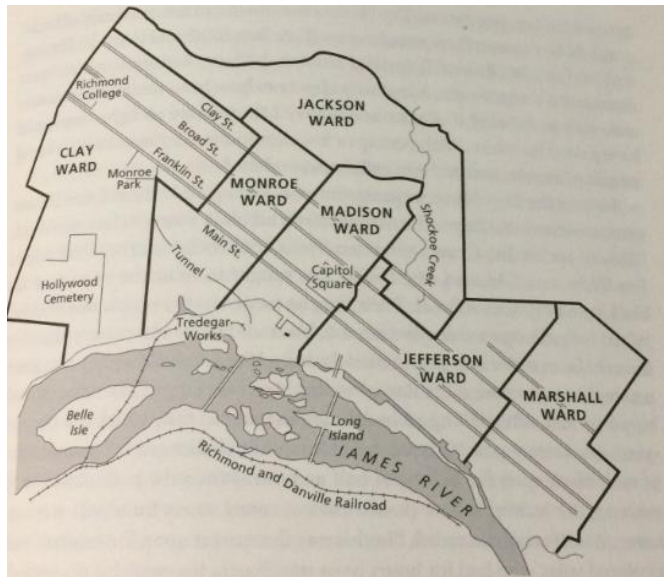 JACKSON
WARD
Richmond
College
Clay St.
Broad St.
CLAY
WARD
Franklin St.
Monroe
Park
MONROE
WARD
MADISON
WARD
Shockoe Creek
Main St.
Tunnel
Capitol
Square
Hollywood
Cemetery
Tredegar
Works
JEFFERSON
WARD
MARSHALL
WARD
Belle
Isle
Long
Island
JAMES RIVER
Richmond and Danville Railroad